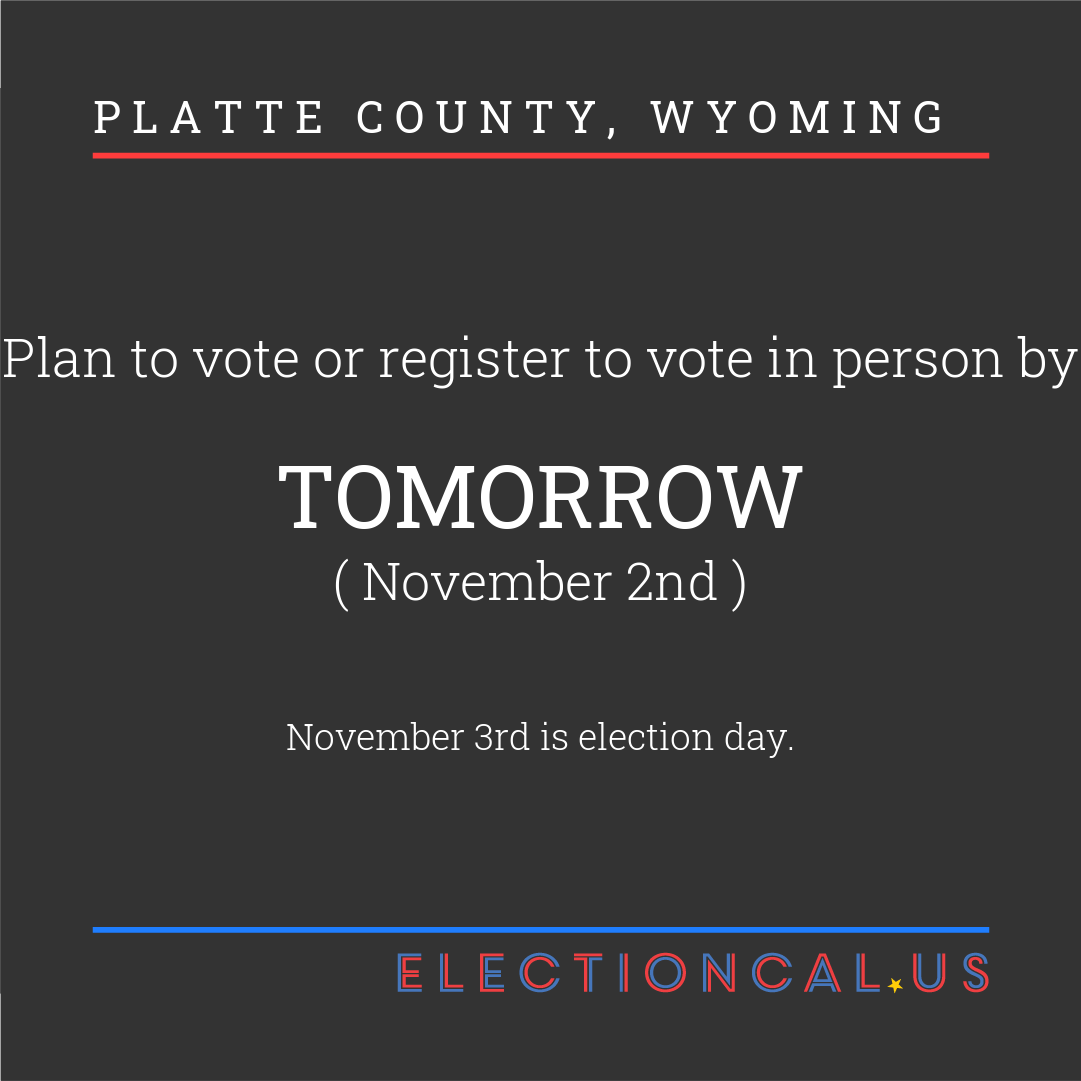 PLATTE COUNTY, WYOMING
Plan to vote or register to vote in person by
TOMORROW
( November 2nd )
November 3rd is election day.
ELECTIONCAL.US